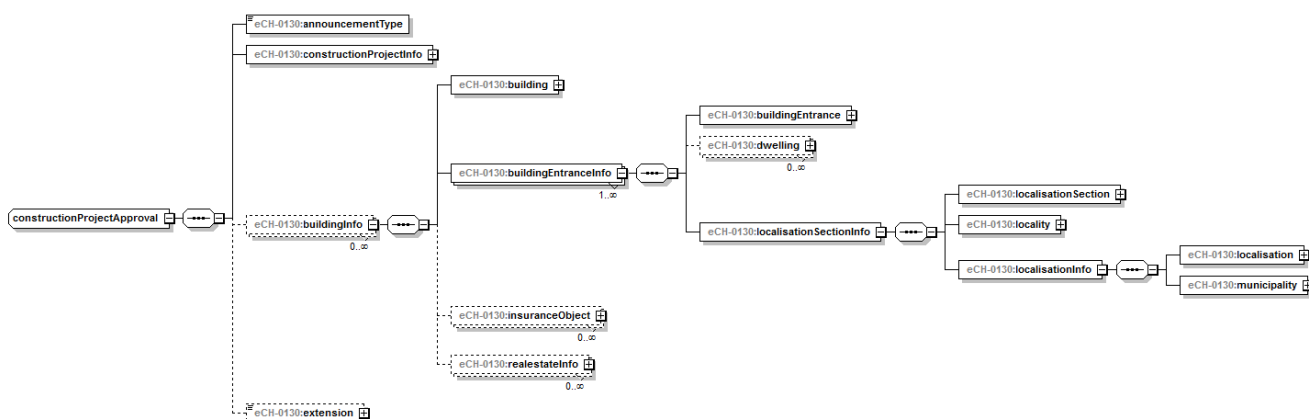 eCH-0130:announcementType
eCH-0130:constructionProjectInfo
eCH-0130:building
eCH-0130:buildingEntrance
eCH-0130:dwelling
0..∞
eCH-0130:buildingEntranceInfo
1..∞
eCH-0130:localisationSection
constructionProjectApproval
eCH-0130:buildingInfo
0..∞
eCH-0130:localisationSectionInfo
eCH-0130:locality
eCH-0130:localisation
eCH-0130:localisationInfo
eCH-0130:municipality
eCH-0130:insuranceObject
0..∞
eCH-0130:realestateInfo
0..∞
eCH-0130:extension